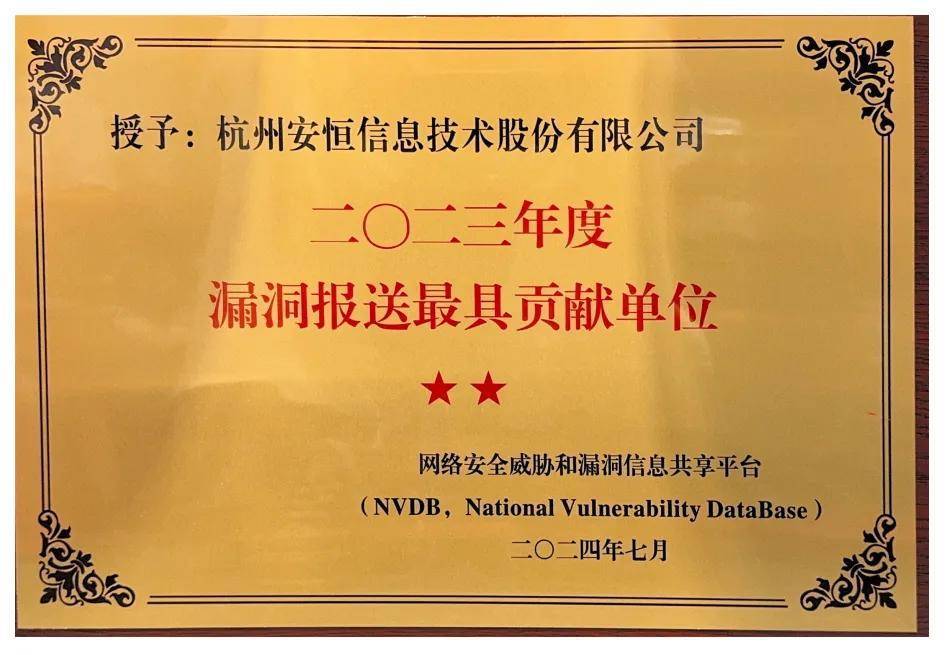 授予：杭州安恒信息技术股份有限公司
二〇二三年度
漏洞报送最具贡献单位
★★
网络安全威胁和漏洞信息共享平台
（NVDB，National Vulnerability DataBase）
二〇二四年七月